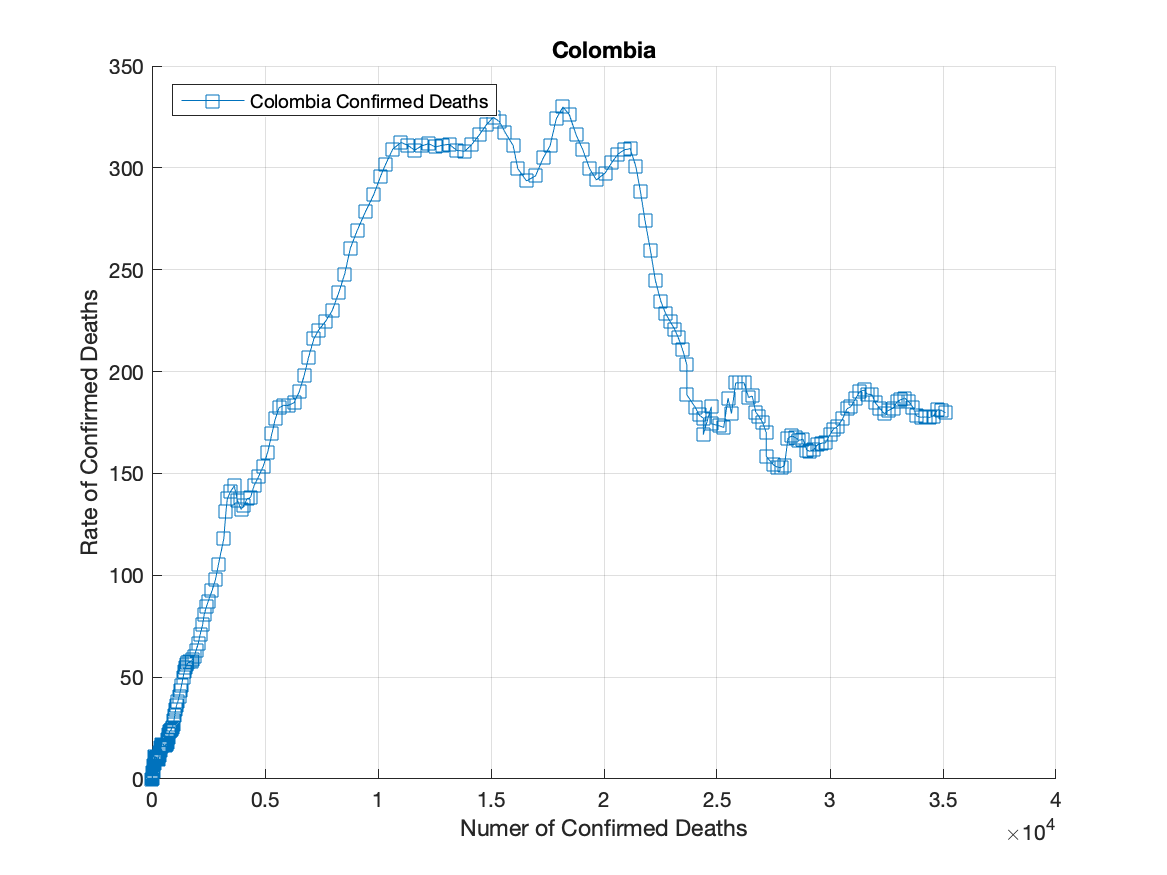 Colombia
Colombia Confirmed Deaths
350
300
250
200
150
100
50
0
Rate of Confirmed Deaths
0 0.5 1 1.5 2 2.5 3 3.5 4
×10^4
Numer of Confirmed Deaths